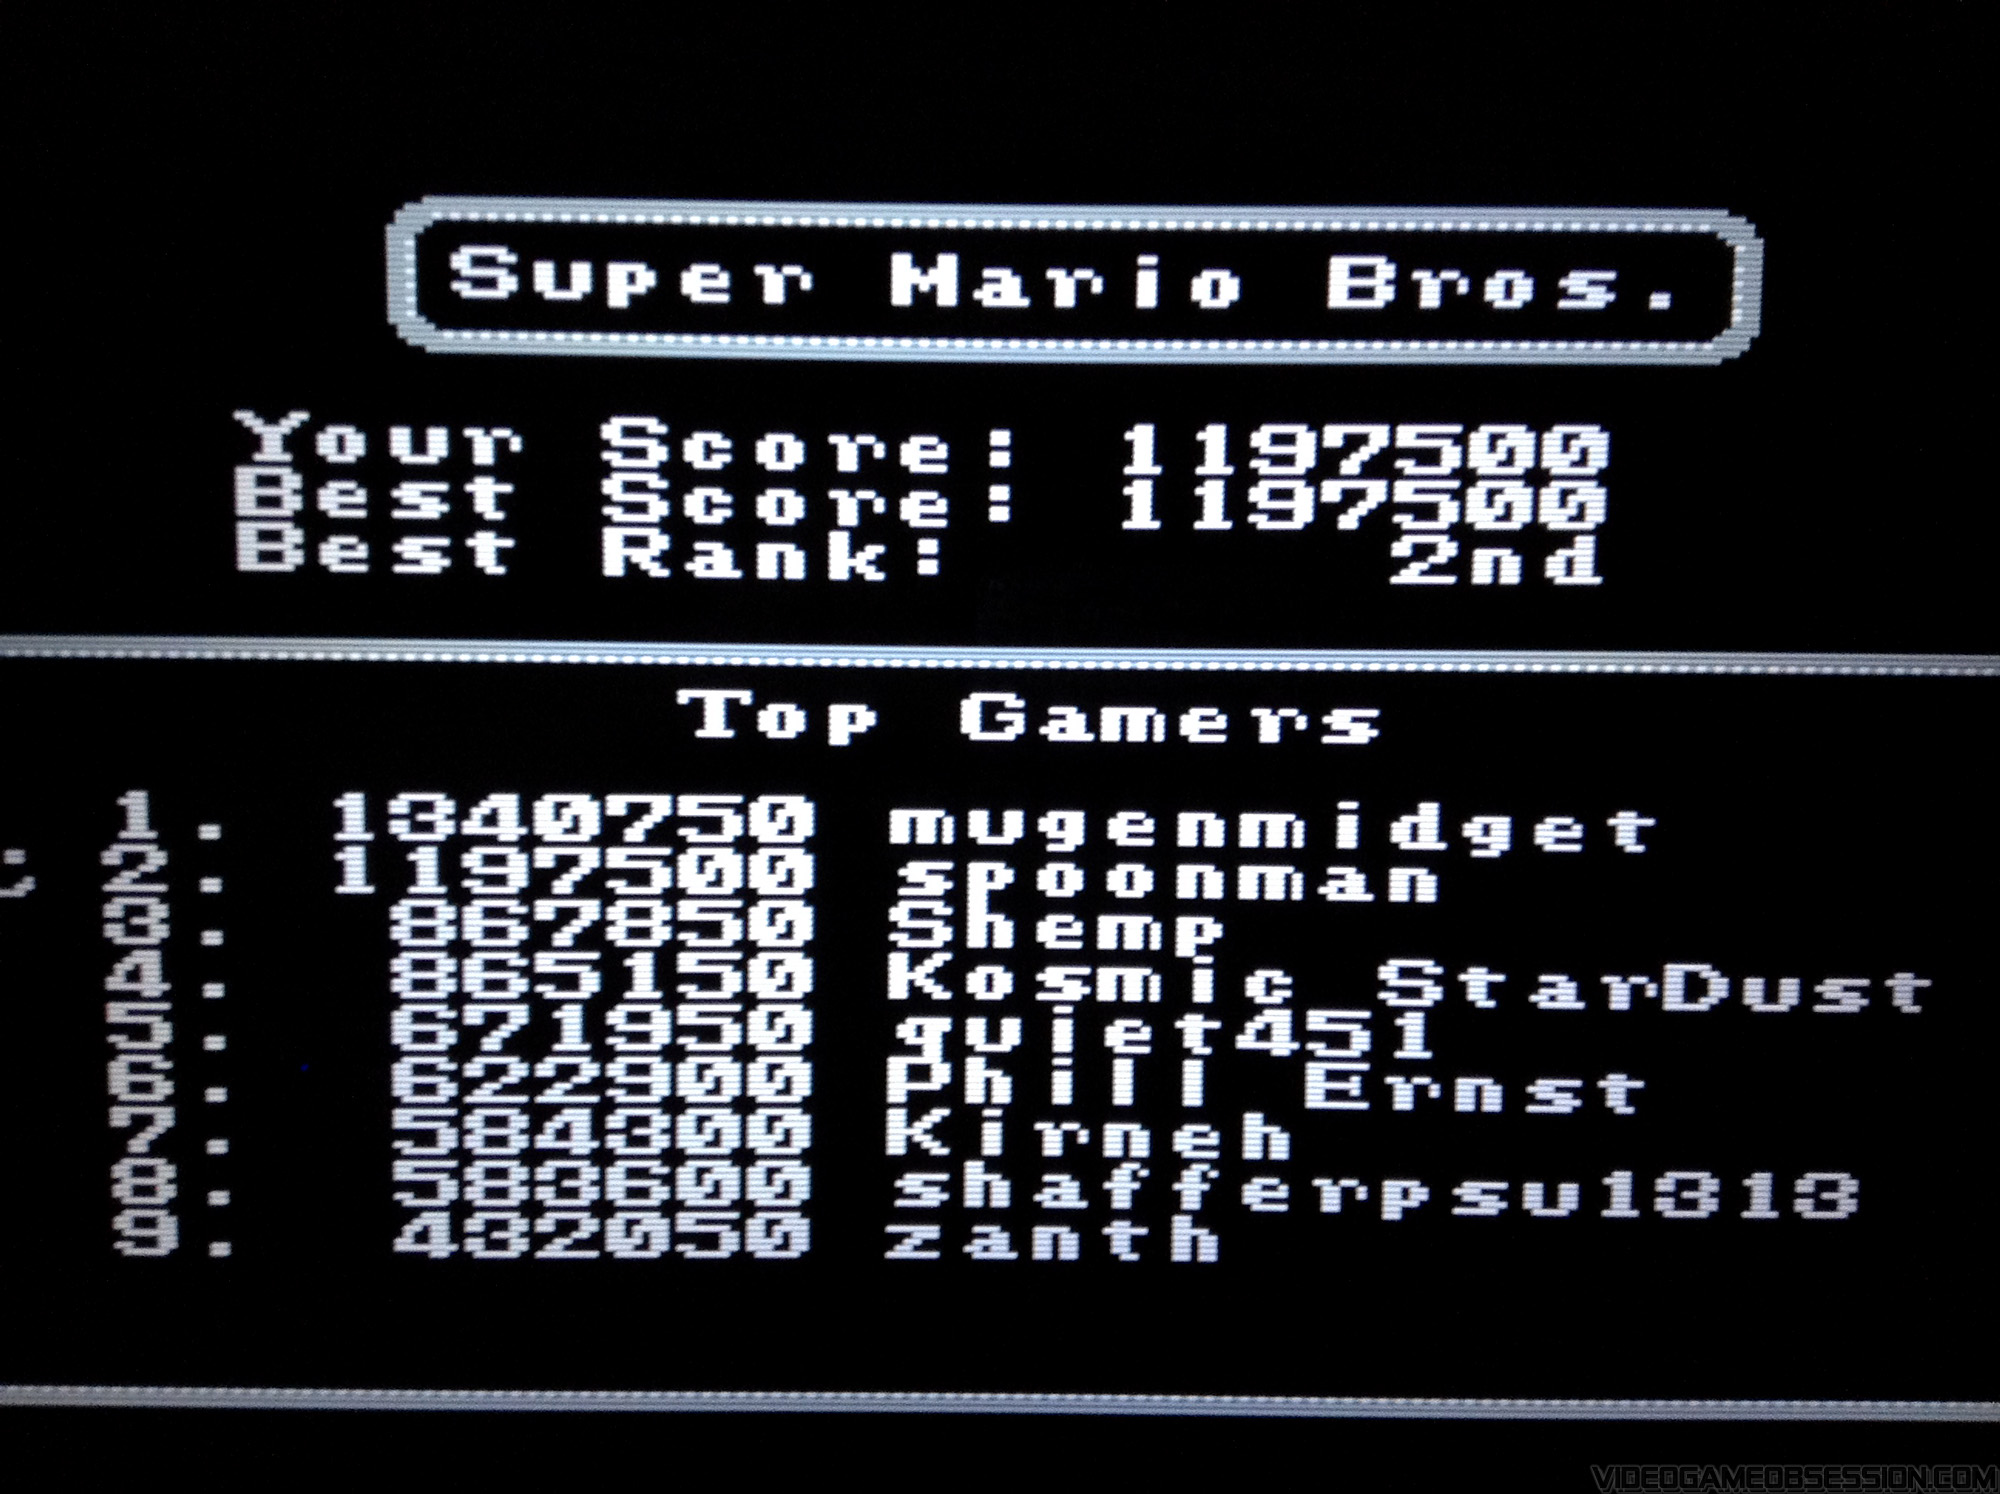 Super Mario Bros.
Your Score: 1197500
Best Score: 1197500
Best Rank: 2nd
Top Gamers
1. 1340750 mugenmidget
2. 1197500 spoonman
3. 867850 Shemp
4. 865150 Kosmic StarDust
5. 671950 quiet451
6. 622900 Phill Ernst
7. 584300 Kirneh
8. 583600 shafferpsu1313
9. 432050 zanth
VIDEOGAMEOBSESSION.COM